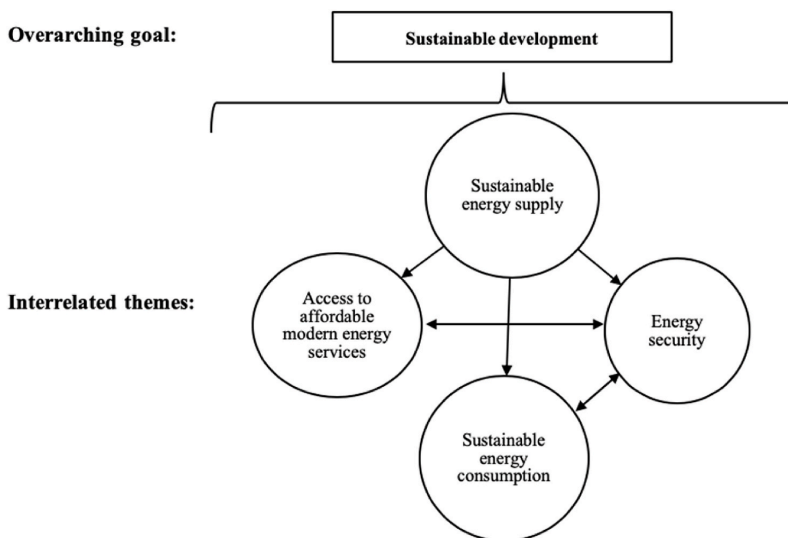 Overarching goal:
Sustainable development
Sustainable
energy supply
Interrelated themes:
Access to
affordable
modern energy
services
Energy
security
Sustainable
energy
consumption